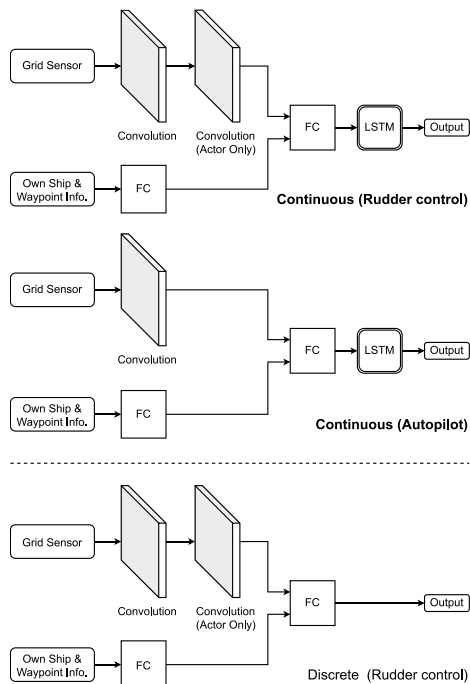 Grid Sensor
Convolution
Convolution
(Actor Only)
FC
LSTM
Output
Own Ship &
Waypoint Info.
FC
Continuous (Rudder control)
Grid Sensor
Convolution
FC
LSTM
Output
Own Ship &
Waypoint Info.
FC
Continuous (Autopilot)
Grid Sensor
Convolution
Convolution
(Actor Only)
FC
Output
Own Ship &
Waypoint Info.
FC
Discrete (Rudder control)